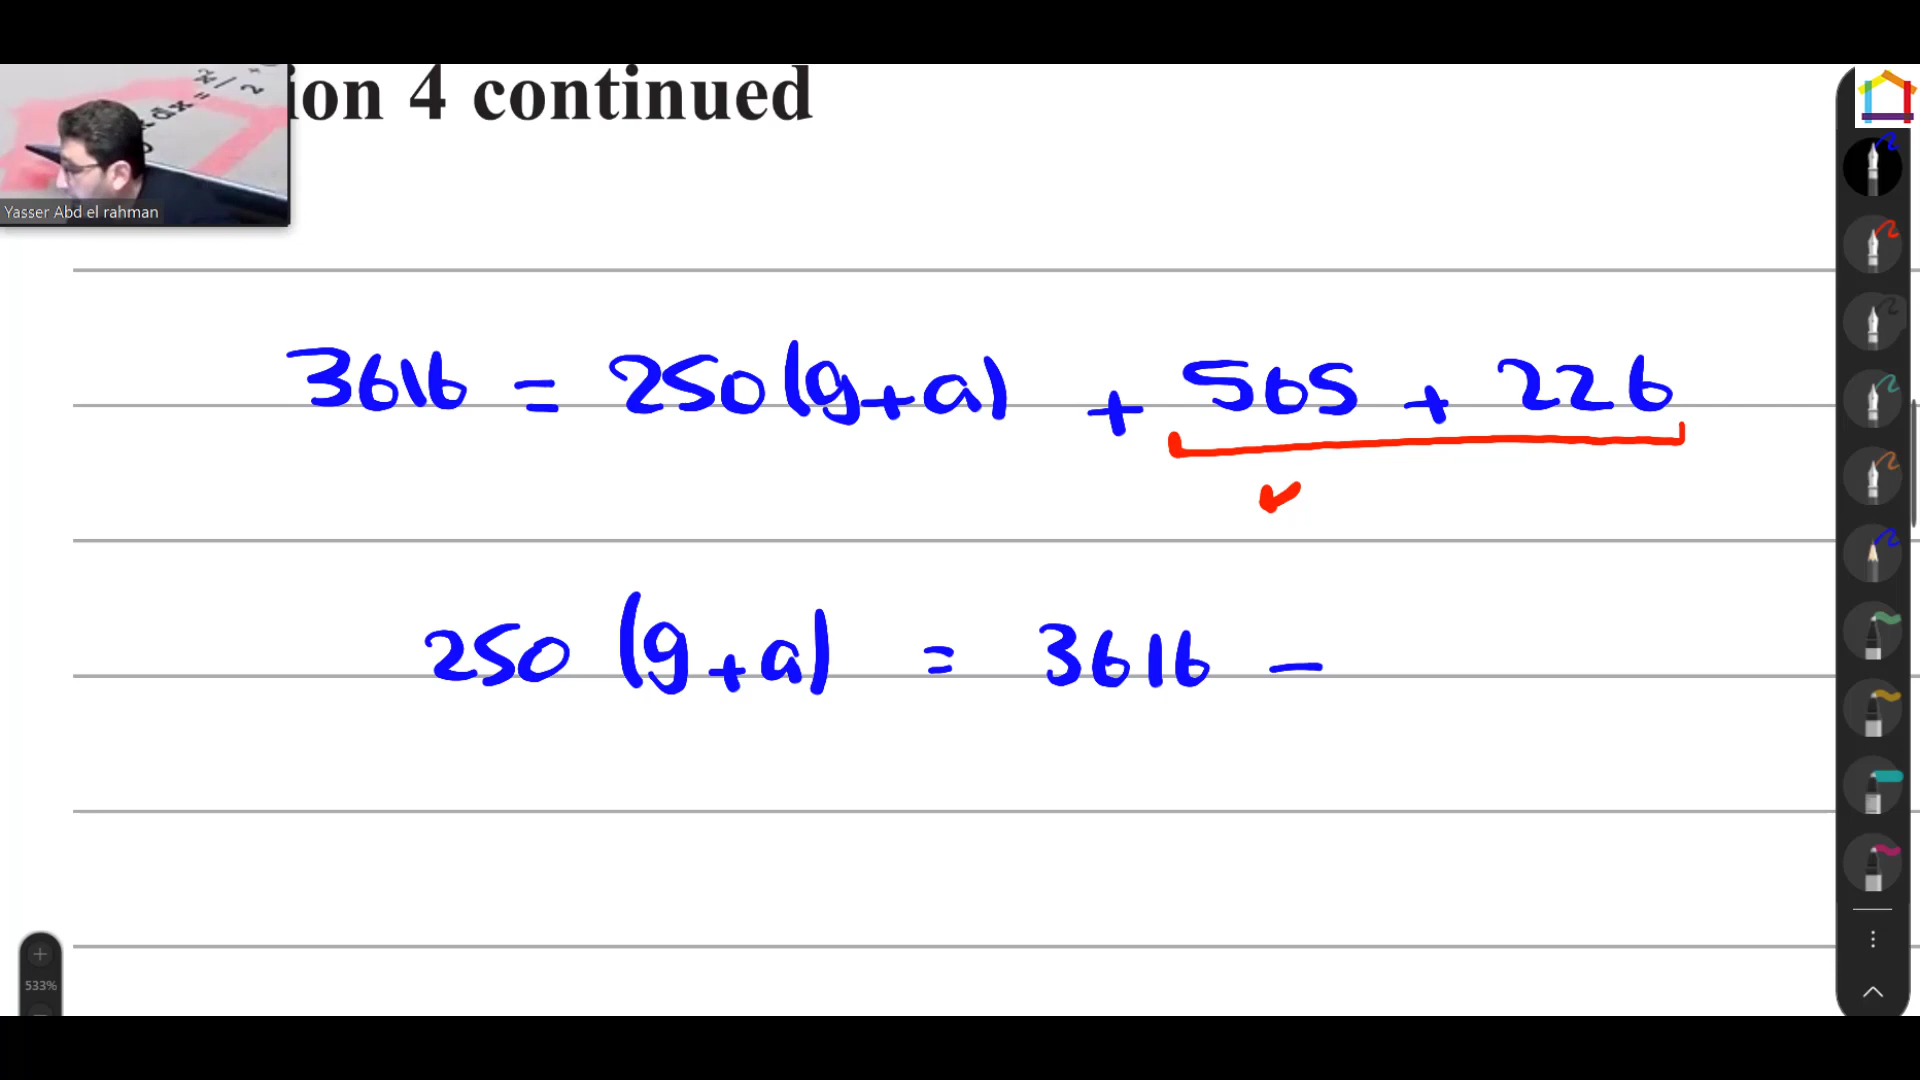 ion 4 continued
Yasser Abd el rahman
3616 = 250(g+a) + 565 + 226
250 (g+a) = 3616 -
533%